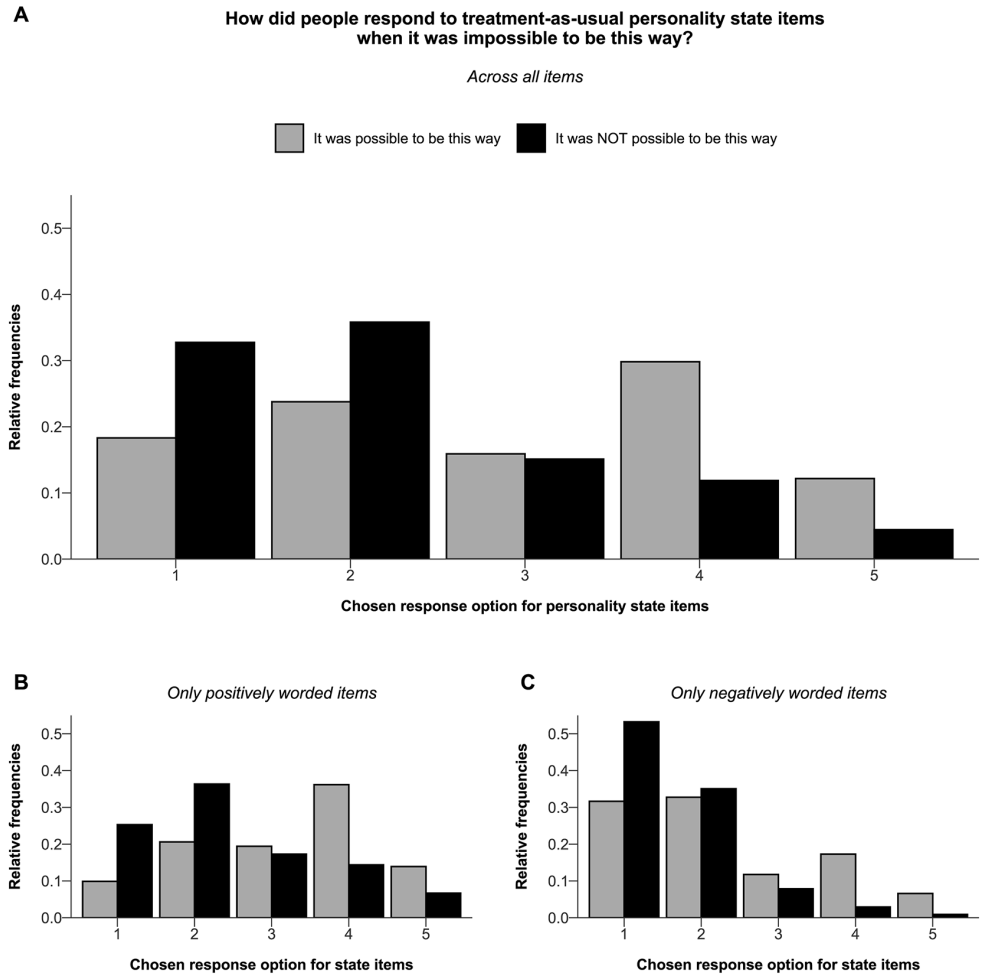 A
How did people respond to treatment-as-usual personality state items
when it was impossible to be this way?
Across all items
It was possible to be this way
It was NOT possible to be this way
Relative frequencies
0.5
0.4
0.3
0.2
0.1
0.0
1 2 3 4 5
Chosen response option for personality state items
B
Only positively worded items
Relative frequencies
0.5
0.4
0.3
0.2
0.1
0.0
1 2 3 4 5
Chosen response option for state items
C
Only negatively worded items
Relative frequencies
0.5
0.4
0.3
0.2
0.1
0.0
1 2 3 4 5
Chosen response option for state items